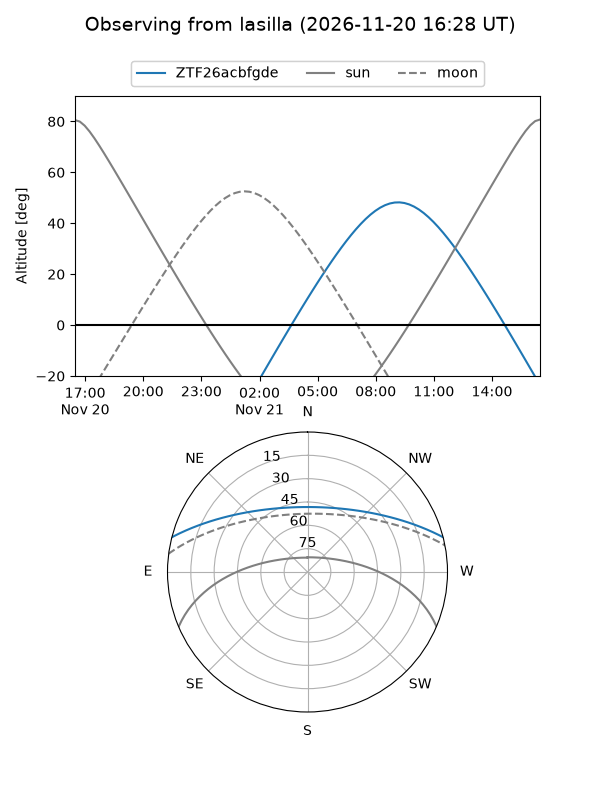 Observing from lasilla (2026-11-20 16:28 UT)
ZTF26acbfgde sun moon
Altitude [deg]
80
60
40
20
0
−20
17:00 20:00 23:00 02:00 05:00 08:00 11:00 14:00
Nov 20 Nov 21
N
NE NW
15
30
45
60
75
E W
SE SW
S